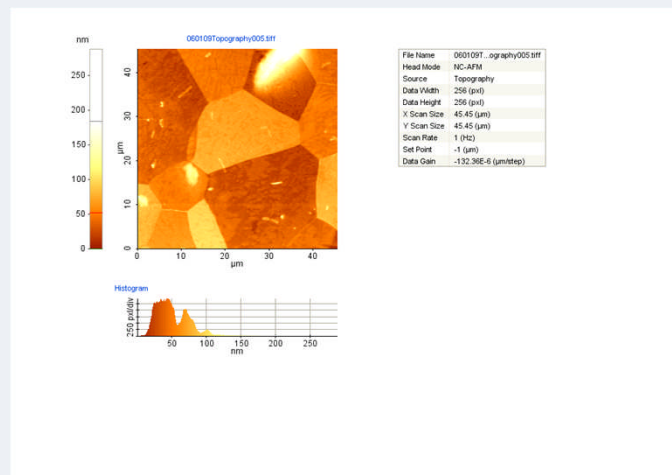 nm
060109Topography005.tiff
250
200
150
100
50
0
40
30
20
10
0
µm
0 10 20 30 40
µm
File Name 060109T...ography005.tiff
Head Mode NC-AFM
Source Topography
Data Width 256 (pxl)
Data Height 256 (pxl)
X Scan Size 45.45 (µm)
Y Scan Size 45.45 (µm)
Scan Rate 1 (Hz)
Set Point -1 (µm)
Data Gain -132.36E-6 (µm/step)
Histogram
250 pxl/div
50 100 150 200 250
nm